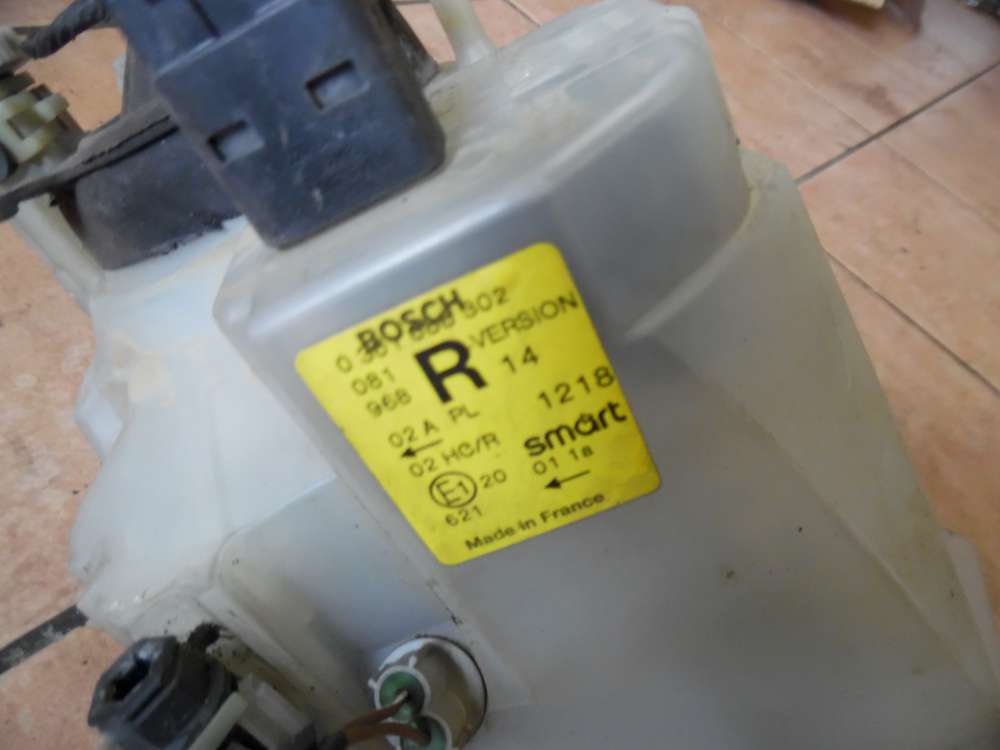 BOSCH
302
081 R VERSION
968 14
02 A PL 1218
02 HC/R smart
E1 20 01 1a
621
Made in France